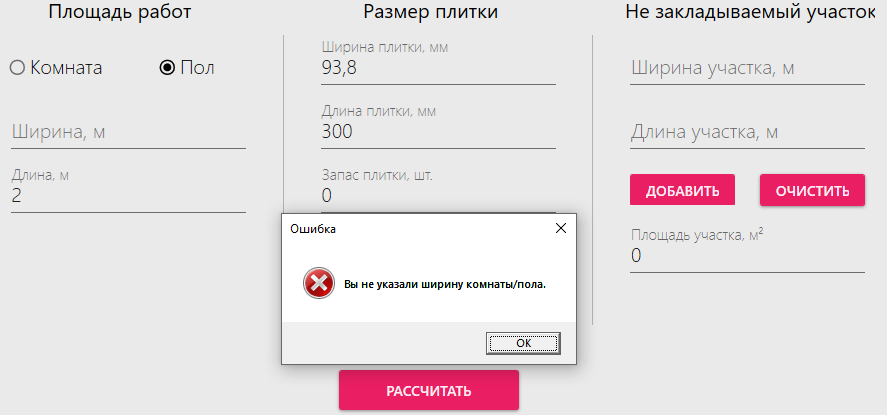 Площадь работ
Комната
Пол
Ширина, м
Длина, м
2
Размер плитки
Ширина плитки, мм
93,8
Длина плитки, мм
300
Запас плитки, шт.
0
Не закладываемый участок
Ширина участка, м
Длина участка, м
ДОБАВИТЬ
ОЧИСТИТЬ
Площадь участка, м²
0
Ошибка
Вы не указали ширину комнаты/пола.
OK
РАССЧИТАТЬ